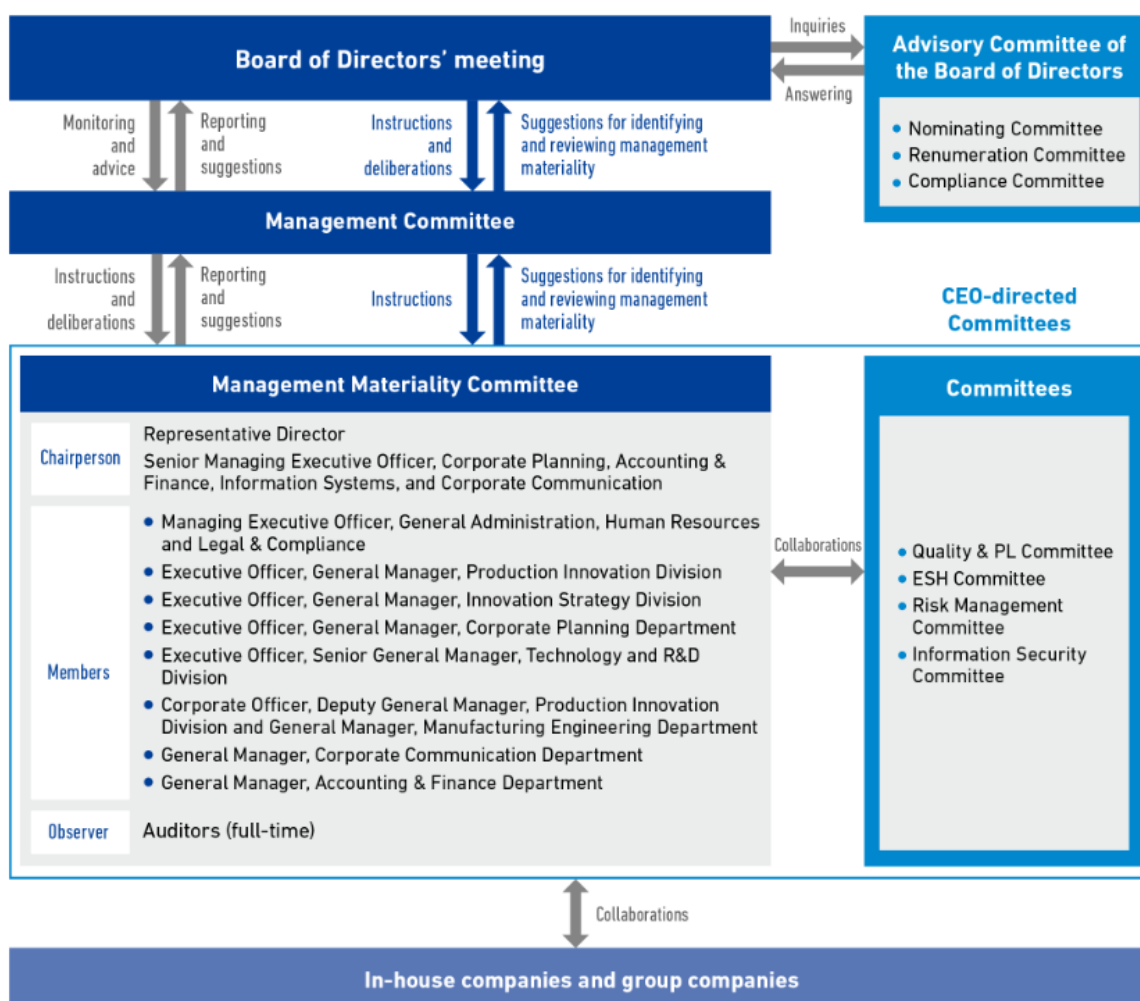 Board of Directors' meeting
Inquiries
Answering
Advisory Committee of
the Board of Directors
• Nominating Committee
• Renumeration Committee
• Compliance Committee
Monitoring
and
advice
Reporting
and
suggestions
Instructions
and
deliberations
Suggestions for identifying
and reviewing management
materiality
Management Committee
Instructions
and
deliberations
Reporting
and
suggestions
Instructions
Suggestions for identifying
and reviewing management
materiality
CEO-directed
Committees
Management Materiality Committee
Chairperson
Representative Director
Senior Managing Executive Officer, Corporate Planning, Accounting &
Finance, Information Systems, and Corporate Communication
Members
• Managing Executive Officer, General Administration, Human Resources
and Legal & Compliance
• Executive Officer, General Manager, Production Innovation Division
• Executive Officer, General Manager, Innovation Strategy Division
• Executive Officer, General Manager, Corporate Planning Department
• Executive Officer, Senior General Manager, Technology and R&D
Division
• Corporate Officer, Deputy General Manager, Production Innovation
Division and General Manager, Manufacturing Engineering Department
• General Manager, Corporate Communication Department
• General Manager, Accounting & Finance Department
Observer
Auditors (full-time)
Collaborations
Committees
• Quality & PL Committee
• ESH Committee
• Risk Management
Committee
• Information Security
Committee
Collaborations
In-house companies and group companies